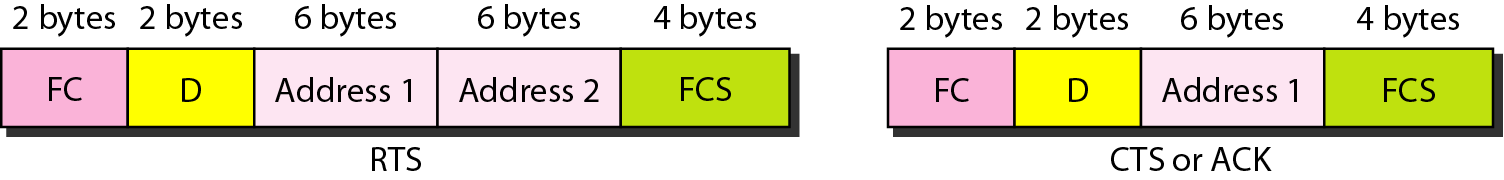 2 bytes 2 bytes 6 bytes 6 bytes 4 bytes
FC D Address 1 Address 2 FCS
RTS
2 bytes 2 bytes 6 bytes 4 bytes
FC D Address 1 FCS
CTS or ACK